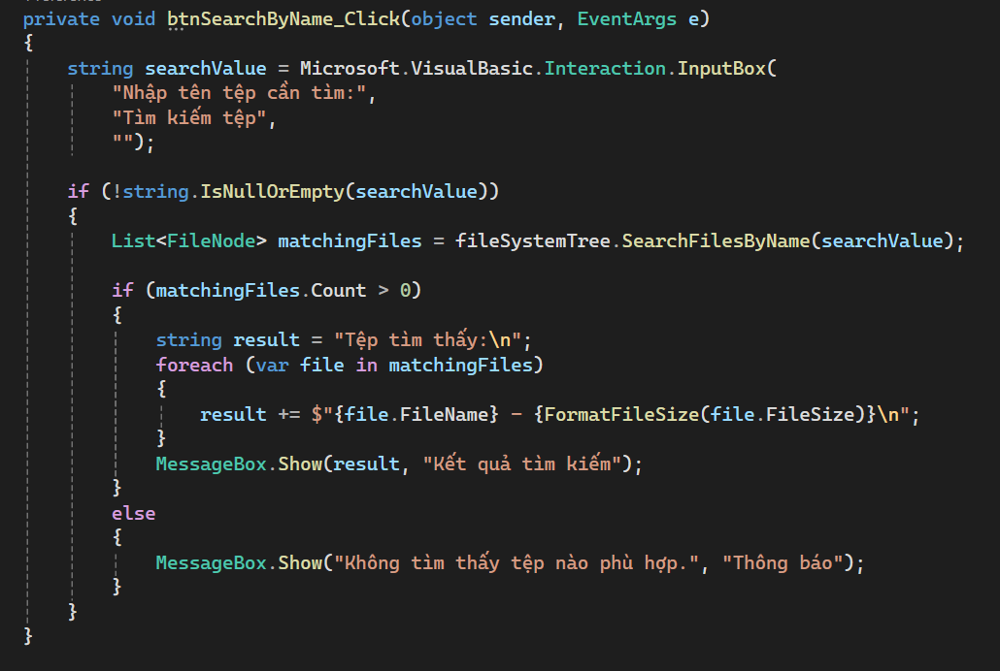 private void btnSearchByName_Click(object sender, EventArgs e)
{
string searchValue = Microsoft.VisualBasic.Interaction.InputBox(
"Nhập tên tệp cần tìm:",
"Tìm kiếm tệp",
"");
if (!string.IsNullOrEmpty(searchValue))
{
List<FileNode> matchingFiles = fileSystemTree.SearchFilesByName(searchValue);
if (matchingFiles.Count > 0)
{
string result = "Tệp tìm thấy:\n";
foreach (var file in matchingFiles)
{
result += $"{file.FileName} - {FormatFileSize(file.FileSize)}\n";
}
MessageBox.Show(result, "Kết quả tìm kiếm");
}
else
{
MessageBox.Show("Không tìm thấy tệp nào phù hợp.", "Thông báo");
}
}
}